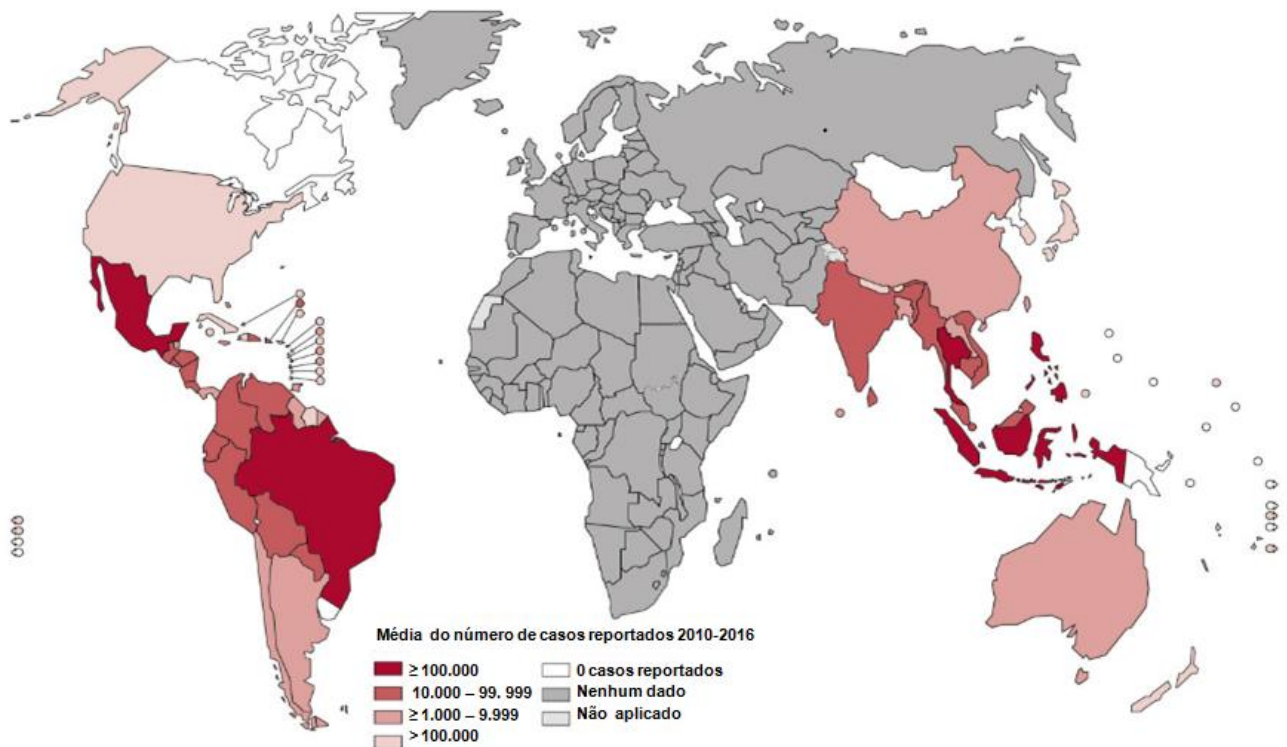 Média do número de casos reportados 2010-2016
≥ 100.000
10.000 – 99. 999
≥ 1.000 – 9.999
> 100.000
0 casos reportados
Nenhum dado
Não aplicado